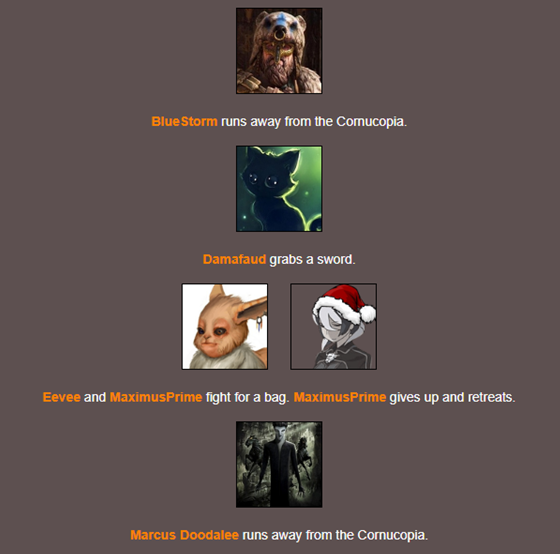 BlueStorm runs away from the Cornucopia.
Damafaud grabs a sword.
Eevee and MaximusPrime fight for a bag. MaximusPrime gives up and retreats.
Marcus Doodalee runs away from the Cornucopia.